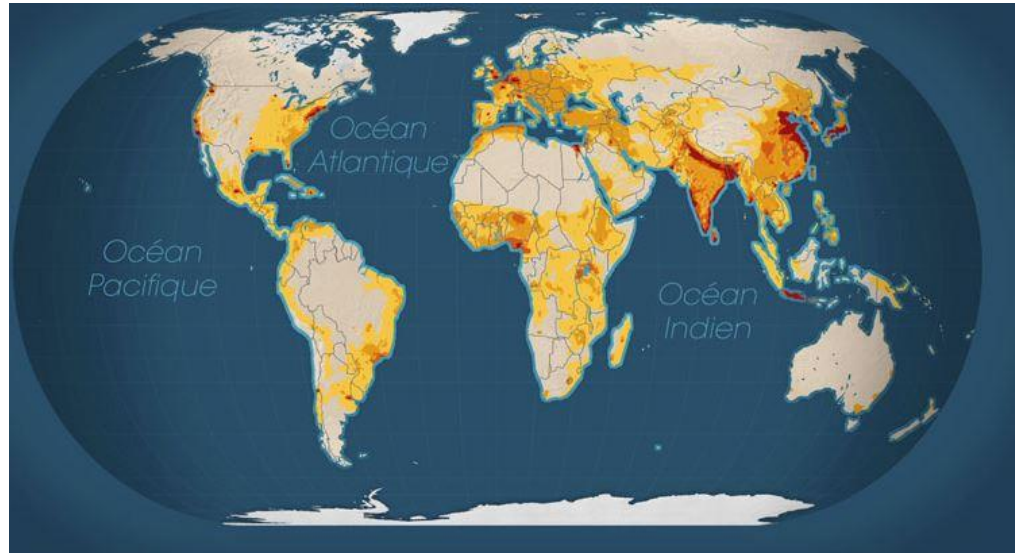 Océan
Atlantique
Océan
Pacifique
Océan
Indien